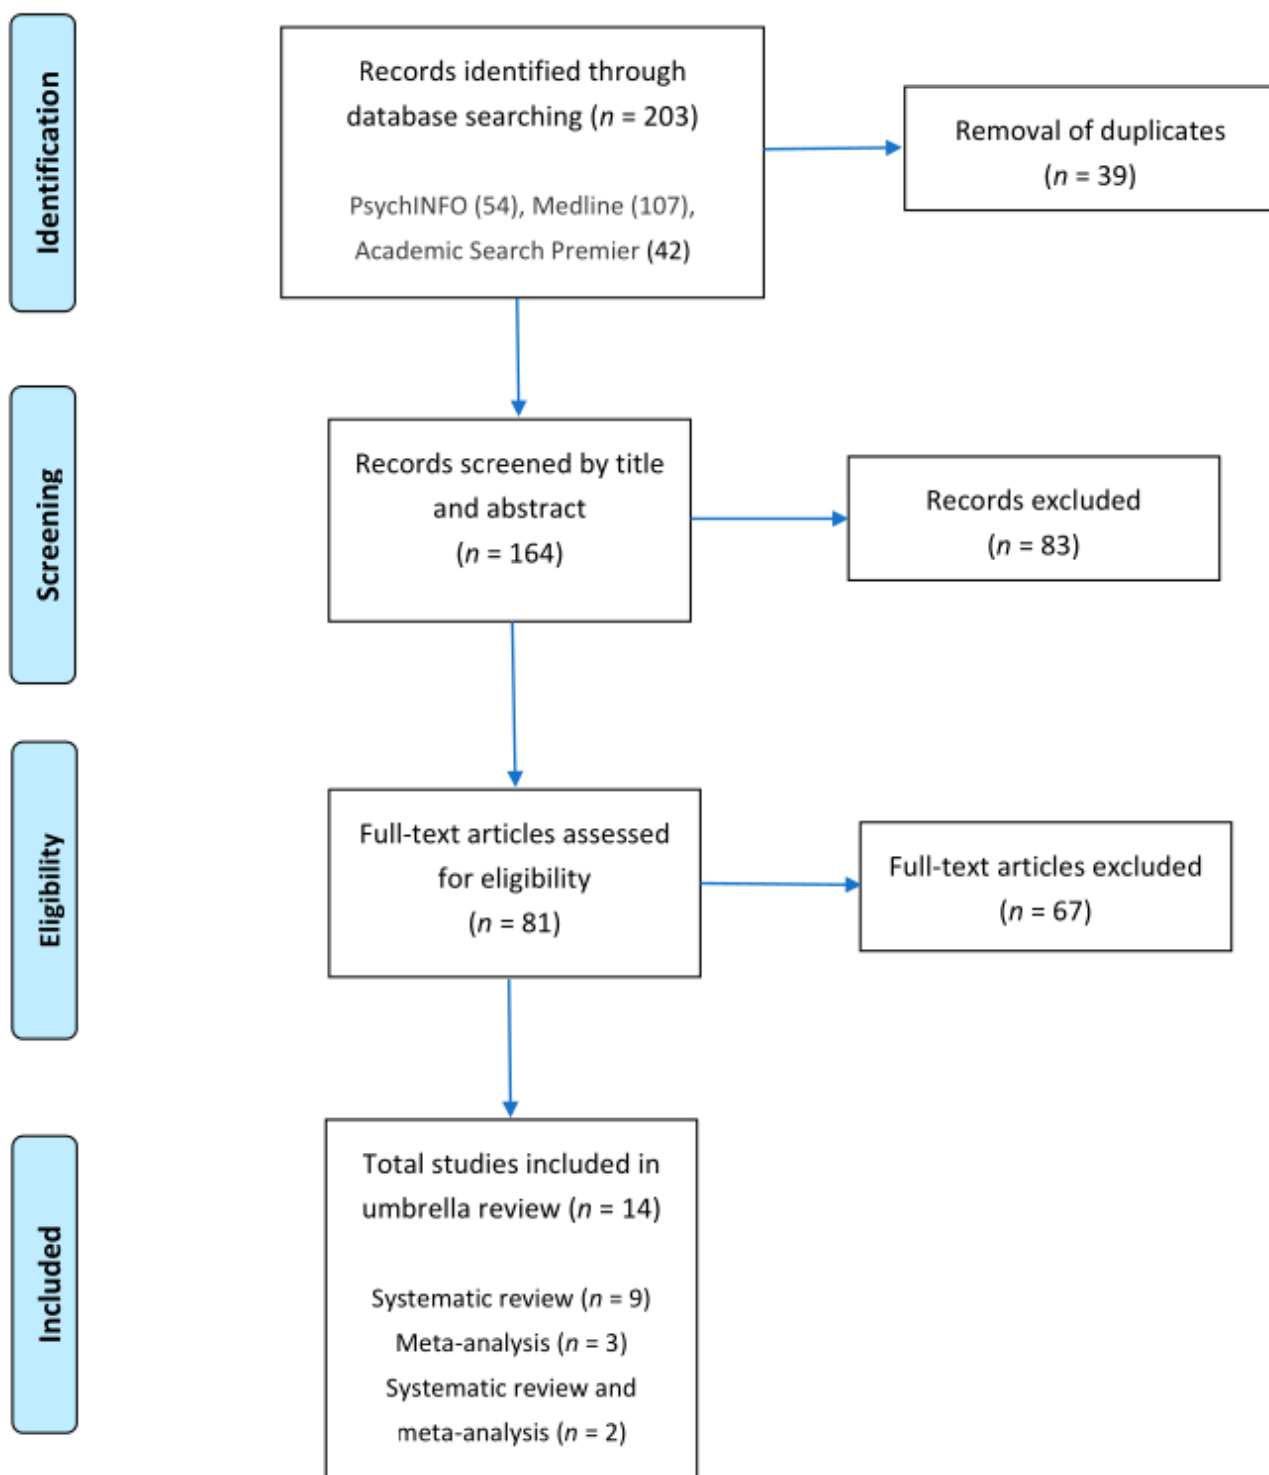 Identification
Records identified through
database searching (n = 203)
PsychINFO (54), Medline (107),
Academic Search Premier (42)
Removal of duplicates
(n = 39)
Screening
Records screened by title
and abstract
(n = 164)
Records excluded
(n = 83)
Eligibility
Full-text articles assessed
for eligibility
(n = 81)
Full-text articles excluded
(n = 67)
Included
Total studies included in
umbrella review (n = 14)
Systematic review (n = 9)
Meta-analysis (n = 3)
Systematic review and
meta-analysis (n = 2)